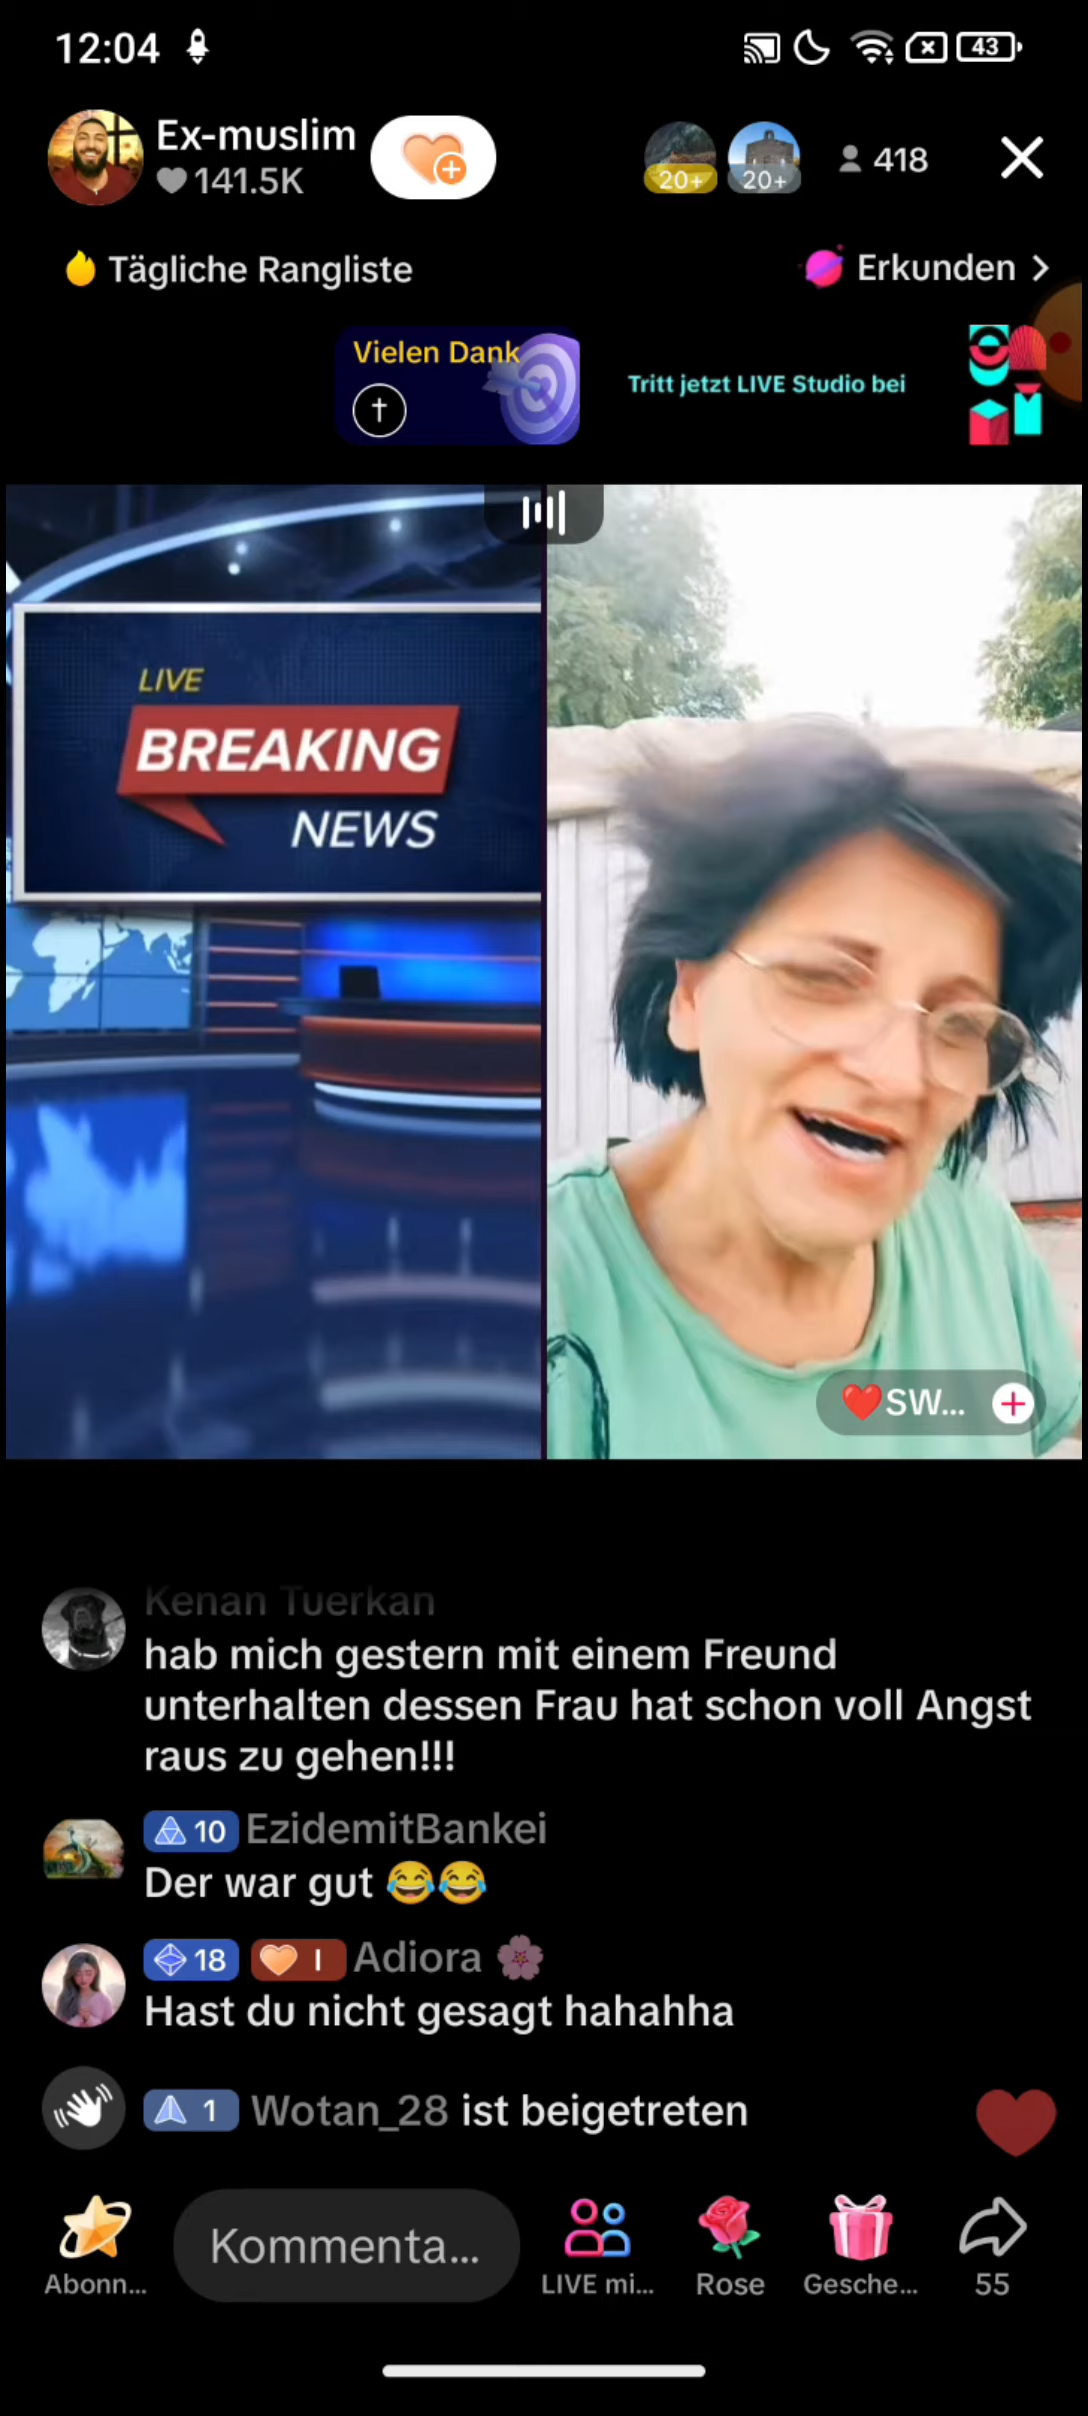 12:04
43
Ex-muslim
141.5K
20+
20+
418
Tägliche Rangliste
Erkunden
Vielen Dank
Tritt jetzt LIVE Studio bei
LIVE
BREAKING
NEWS
❤️SW...
Kenan Tuerkan
hab mich gestern mit einem Freund
unterhalten dessen Frau hat schon voll Angst
raus zu gehen!!!
10 EzidemitBankei
Der war gut 😂😂
18 I Adiora 🌸
Hast du nicht gesagt hahahha
1 Wotan_28 ist beigetreten
Kommenta...
Abonn...
LIVE mi...
Rose
Gesche...
55